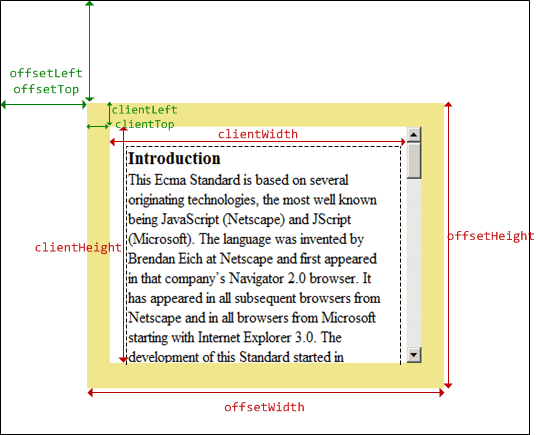 offsetLeft
offsetTop
clientLeft
clientTop
clientWidth
Introduction
This Ecma Standard is based on several
originating technologies, the most well known
being JavaScript (Netscape) and JScript
(Microsoft). The language was invented by
Brendan Eich at Netscape and first appeared
in that company’s Navigator 2.0 browser. It
has appeared in all subsequent browsers from
Netscape and in all browsers from Microsoft
starting with Internet Explorer 3.0. The
development of this Standard started in
clientHeight
offsetHeight
offsetWidth